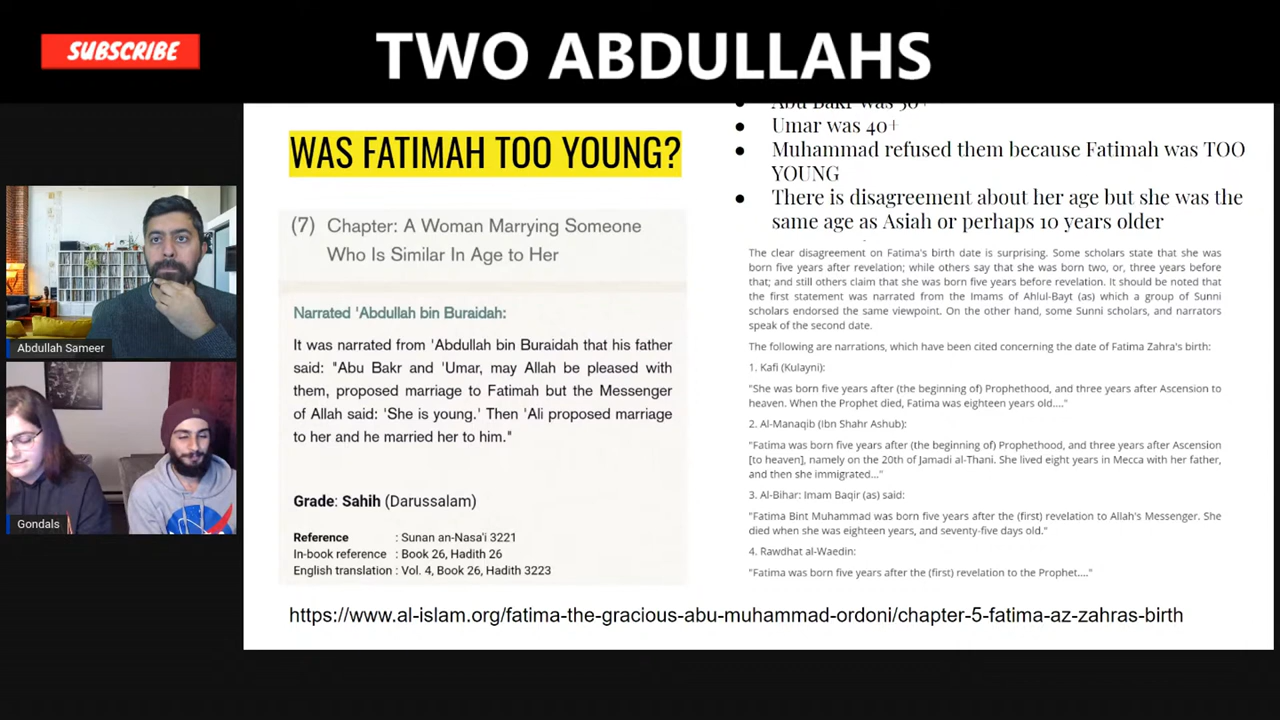 SUBSCRIBE
TWO ABDULLAHS
WAS FATIMAH TOO YOUNG?
(7) Chapter: A Woman Marrying Someone
Who Is Similar In Age to Her
Narrated 'Abdullah bin Buraidah:
It was narrated from 'Abdullah bin Buraidah that his father
said: "Abu Bakr and 'Umar, may Allah be pleased with
them, proposed marriage to Fatimah but the Messenger
of Allah said: 'She is young.' Then 'Ali proposed marriage
to her and he married her to him."
Grade: Sahih (Darussalam)
Reference : Sunan an-Nasa'i 3221
In-book reference : Book 26, Hadith 26
English translation : Vol. 4, Book 26, Hadith 3223
● Abu Bakr was 50+
● Umar was 40+
● Muhammad refused them because Fatimah was TOO
YOUNG
● There is disagreement about her age but she was the
same age as Asiah or perhaps 10 years older
The clear disagreement on Fatima's birth date is surprising. Some scholars state that she was
born five years after revelation; while others say that she was born two, or, three years before
that; and still others claim that she was born five years before revelation. It should be noted that
the first statement was narrated from the Imams of Ahlul-Bayt (as) which a group of Sunni
scholars endorsed the same viewpoint. On the other hand, some Sunni scholars, and narrators
speak of the second date.
The following are narrations, which have been cited concerning the date of Fatima Zahra's birth:
1. Kafi (Kulayni):
"She was born five years after (the beginning of) Prophethood, and three years after Ascension to
heaven. When the Prophet died, Fatima was eighteen years old...."
2. Al-Manaqib (Ibn Shahr Ashub):
"Fatima was born five years after (the beginning of) Prophethood, and three years after Ascension
[to heaven], namely on the 20th of Jamadi al-Thani. She lived eight years in Mecca with her father,
and then she immigrated..."
3. Al-Bihar: Imam Baqir (as) said:
"Fatima Bint Muhammad was born five years after the (first) revelation to Allah's Messenger. She
died when she was eighteen years, and seventy-five days old."
4. Rawdhat al-Waedin:
"Fatima was born five years after the (first) revelation to the Prophet...."
https://www.al-islam.org/fatima-the-gracious-abu-muhammad-ordoni/chapter-5-fatima-az-zahras-birth
Abdullah Sameer
Gondals